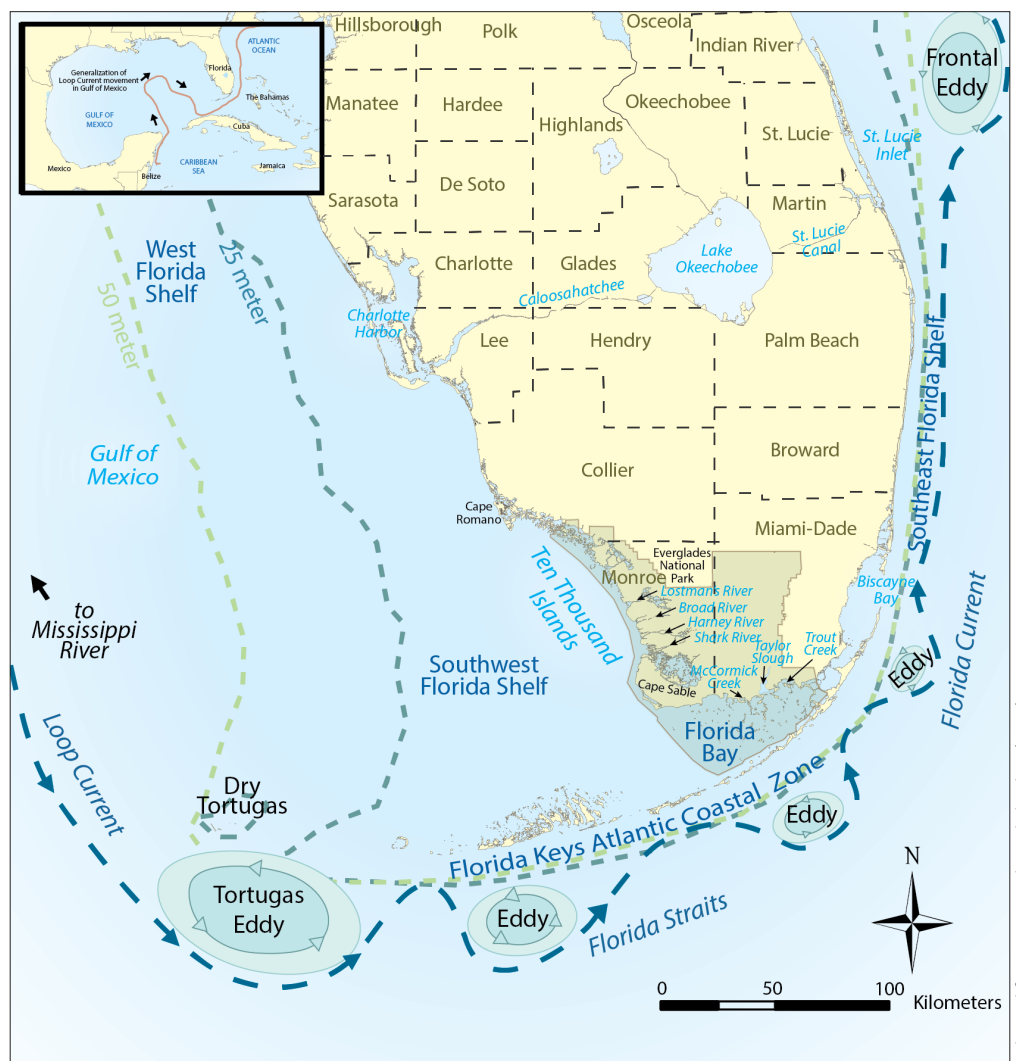 Hillsborough
Polk
Osceola
Indian River
Frontal
Eddy
ATLANTIC
OCEAN
Generalization of
Loop Current movement
in Gulf of Mexico
Florida
GULF OF
MEXICO
The Bahamas
Cuba
Mexico
Belize
CARIBBEAN
SEA
Jamaica
Manatee
Hardee
Highlands
Okeechobee
St. Lucie
St. Lucie
Inlet
Sarasota
De Soto
Martin
St. Lucie
Canal
West
Florida
Shelf
25 meter
50 meter
Charlotte
Glades
Lake
Okeechobee
Caloosahatchee
Charlotte
Harbor
Lee
Hendry
Palm Beach
Southeast Florida Shelf
Gulf of
Mexico
Collier
Broward
Cape
Romano
Miami-Dade
Everglades
National
Park
Monroe
Ten Thousand
Islands
Lostmans River
Broad River
Harney River
Shark River
Biscayne
Bay
Taylor
Slough
Trout
Creek
McCormick
Creek
Cape Sable
to
Mississippi
River
Southwest
Florida Shelf
Florida
Bay
Eddy
Florida Current
Loop Current
Dry
Tortugas
Florida Keys Atlantic Coastal Zone
Eddy
Tortugas
Eddy
Eddy
Florida Straits
N
0
50
100
Kilometers